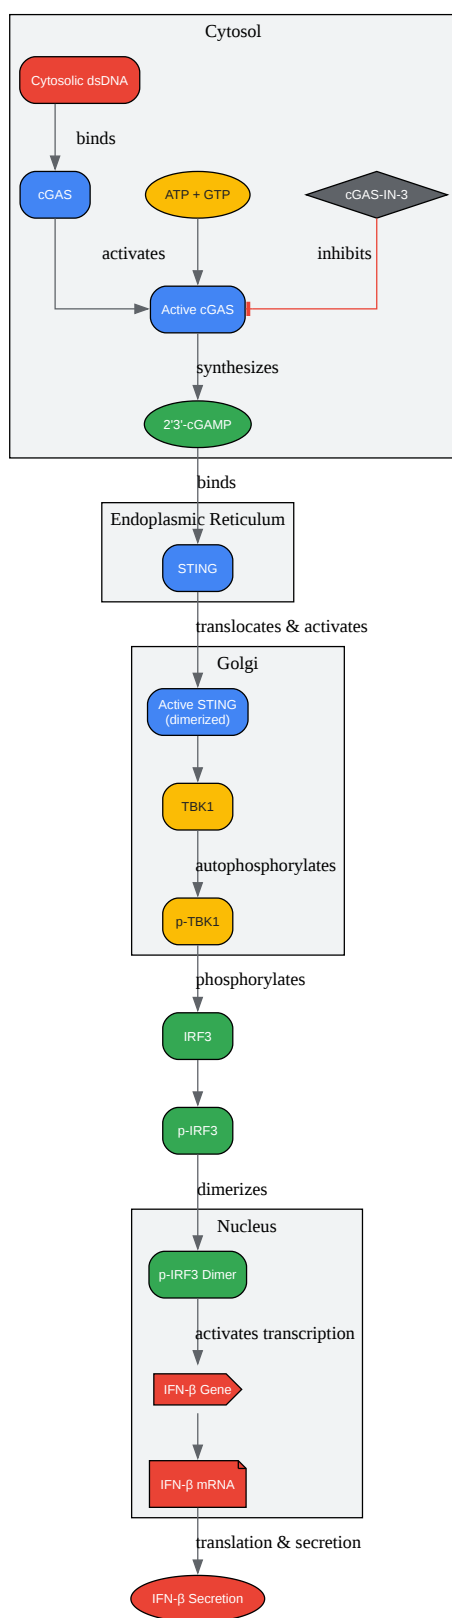 Cytosol
Cytosolic dsDNA
binds
cGAS
ATP + GTP
cGAS-IN-3
activates
inhibits
Active cGAS
synthesizes
2'3'-cGAMP
binds
Endoplasmic Reticulum
STING
translocates & activates
Golgi
Active STING
(dimerized)
TBK1
autophosphorylates
p-TBK1
phosphorylates
IRF3
p-IRF3
dimerizes
Nucleus
p-IRF3 Dimer
activates transcription
IFN-β Gene
IFN-β mRNA
translation & secretion
IFN-β Secretion